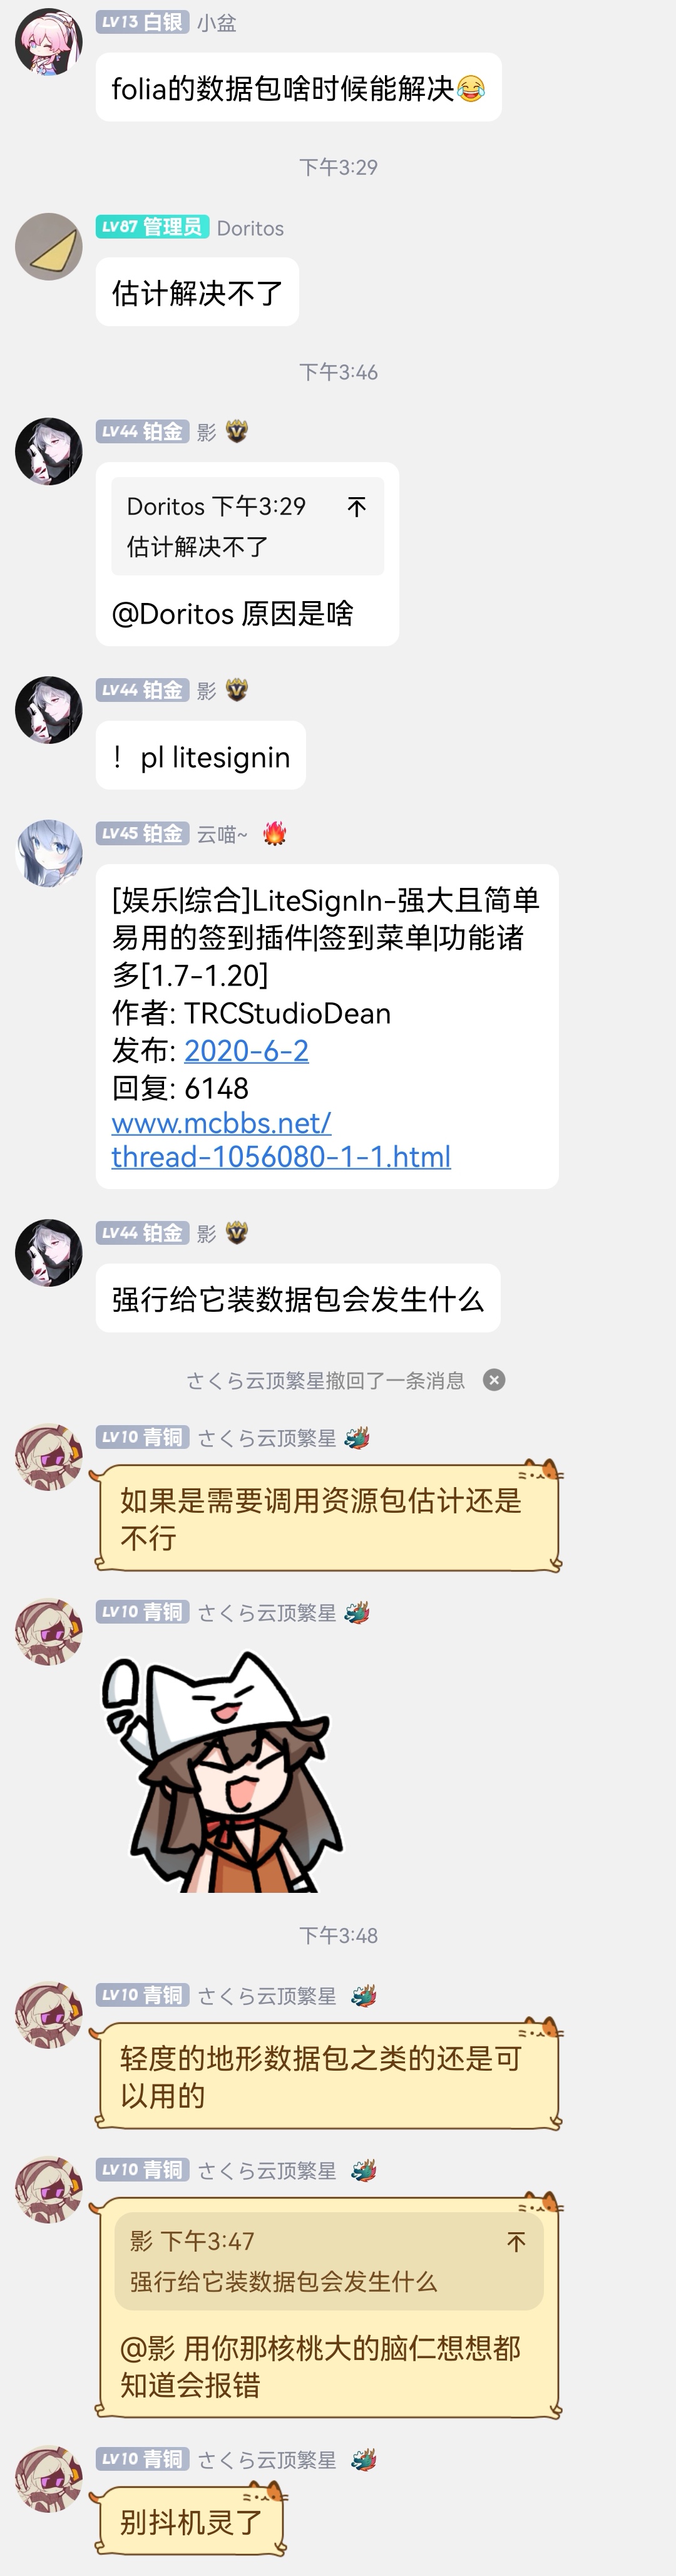 LV13 白银 小盆
folia的数据包啥时候能解决😂
下午3:29
LV87 管理员 Doritos
估计解决不了
下午3:46
LV44 铂金 影
Doritos 下午3:29
估计解决不了
@Doritos 原因是啥
LV44 铂金 影
！pl litesignin
LV45 铂金 云喵~ 🔥
[娱乐|综合]LiteSignIn-强大且简单
易用的签到插件|签到菜单|功能诸
多[1.7-1.20]
作者: TRCStudioDean
发布: 2020-6-2
回复: 6148
www.mcbbs.net/
thread-1056080-1-1.html
LV44 铂金 影
强行给它装数据包会发生什么
さくら云顶繁星撤回了一条消息
LV10 青铜 さくら云顶繁星
如果是需要调用资源包估计还是
不行
LV10 青铜 さくら云顶繁星
下午3:48
LV10 青铜 さくら云顶繁星
轻度的地形数据包之类的还是可
以用的
LV10 青铜 さくら云顶繁星
影 下午3:47
强行给它装数据包会发生什么
@影 用你那核桃大的脑仁想想都
知道会报错
LV10 青铜 さくら云顶繁星
别抖机灵了